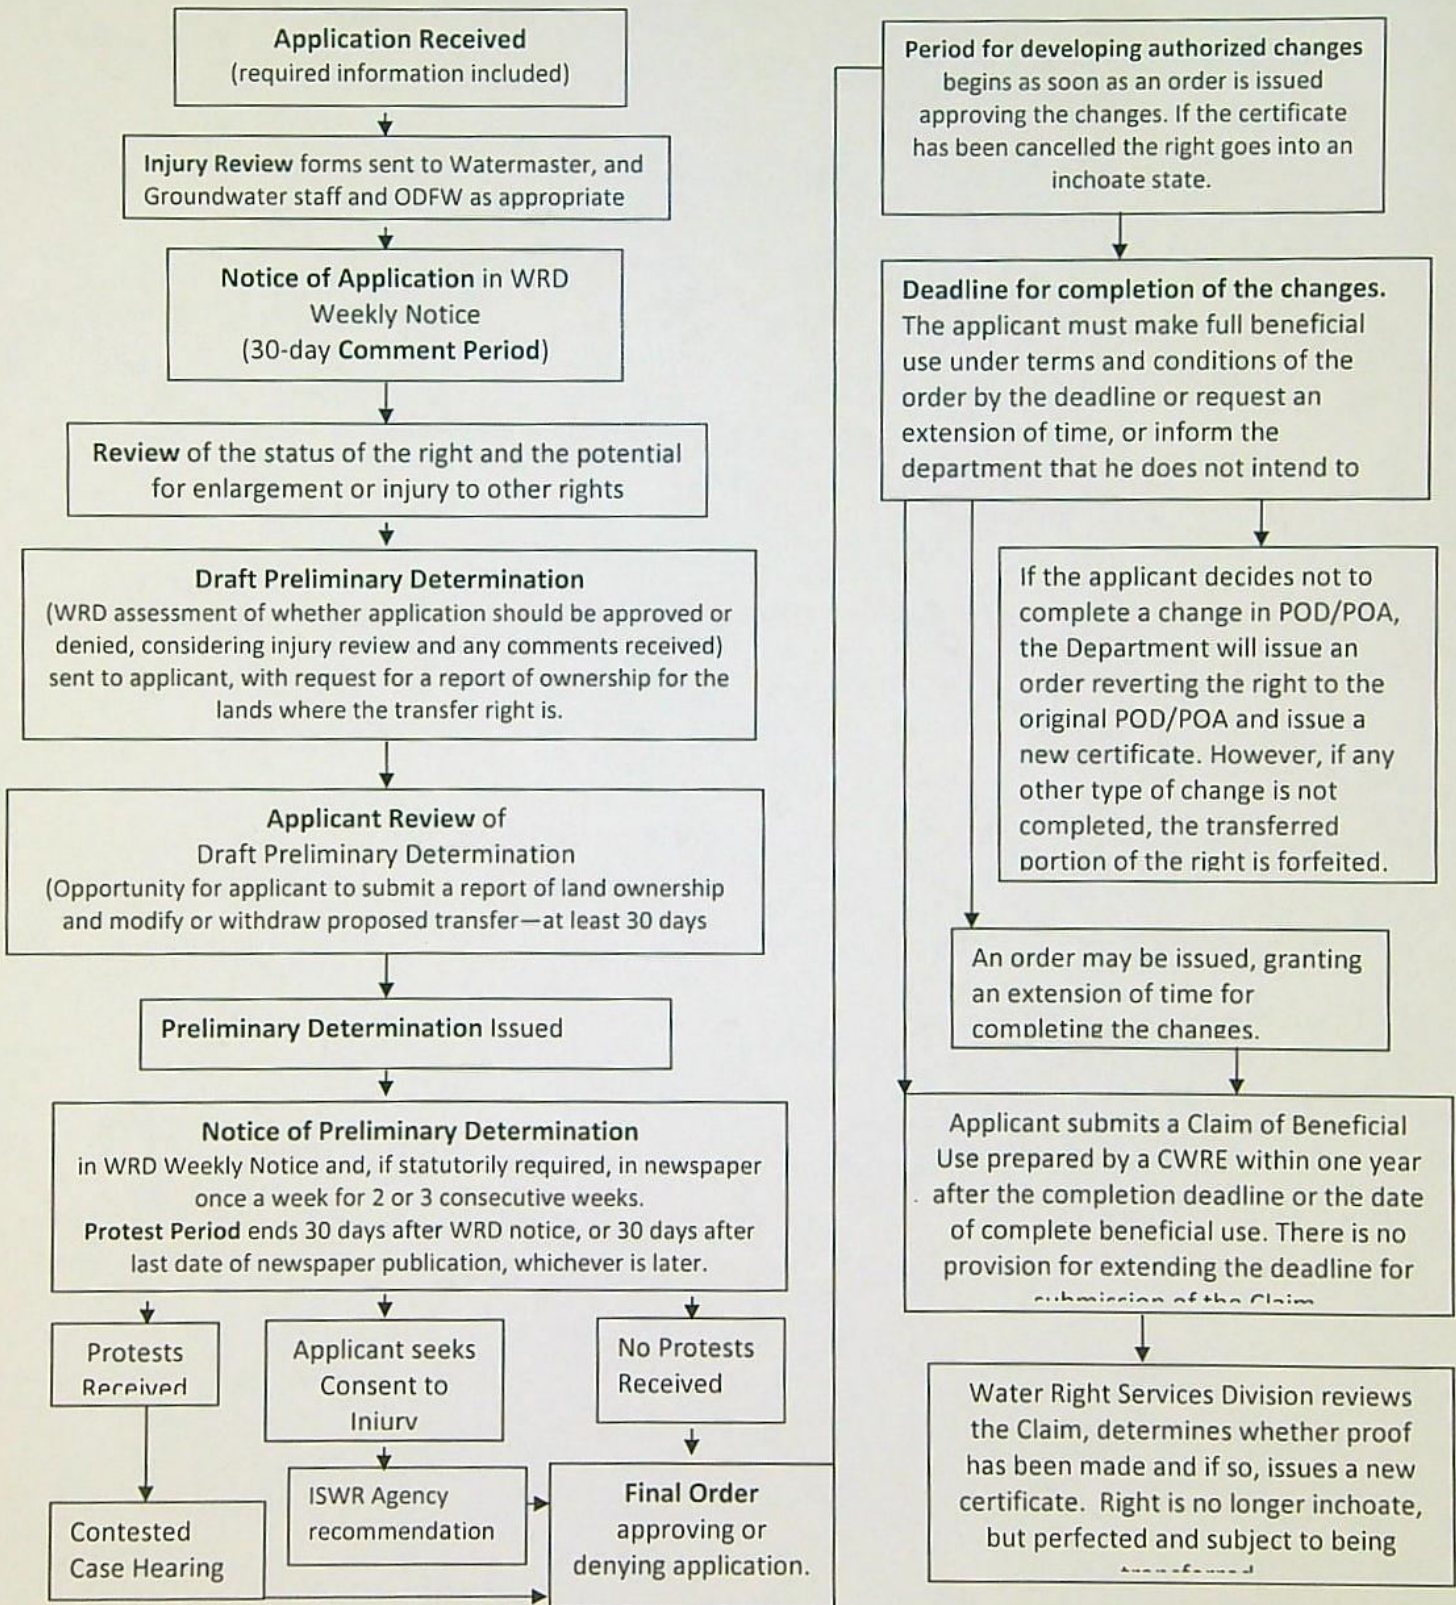 Application Received
(required information included)
Injury Review forms sent to Watermaster, and
Groundwater staff and ODFW as appropriate
Notice of Application in WRD
Weekly Notice
(30-day Comment Period)
Review of the status of the right and the potential
for enlargement or injury to other rights
Draft Preliminary Determination
(WRD assessment of whether application should be approved or
denied, considering injury review and any comments received)
sent to applicant, with request for a report of ownership for the
lands where the transfer right is.
Applicant Review of
Draft Preliminary Determination
(Opportunity for applicant to submit a report of land ownership
and modify or withdraw proposed transfer—at least 30 days
Preliminary Determination Issued
Notice of Preliminary Determination
in WRD Weekly Notice and, if statutorily required, in newspaper
once a week for 2 or 3 consecutive weeks.
Protest Period ends 30 days after WRD notice, or 30 days after
last date of newspaper publication, whichever is later.
Protests
Received
Applicant seeks
Consent to
Injury
No Protests
Received
Contested
Case Hearing
ISWR Agency
recommendation
Final Order
approving or
denying application.
Period for developing authorized changes
begins as soon as an order is issued
approving the changes. If the certificate
has been cancelled the right goes into an
inchoate state.
Deadline for completion of the changes.
The applicant must make full beneficial
use under terms and conditions of the
order by the deadline or request an
extension of time, or inform the
department that he does not intend to
If the applicant decides not to
complete a change in POD/POA,
the Department will issue an
order reverting the right to the
original POD/POA and issue a
new certificate. However, if any
other type of change is not
completed, the transferred
portion of the right is forfeited.
An order may be issued, granting
an extension of time for
completing the changes.
Applicant submits a Claim of Beneficial
Use prepared by a CWRE within one year
after the completion deadline or the date
of complete beneficial use. There is no
provision for extending the deadline for
submission of the Claim
Water Right Services Division reviews
the Claim, determines whether proof
has been made and if so, issues a new
certificate. Right is no longer inchoate,
but perfected and subject to being